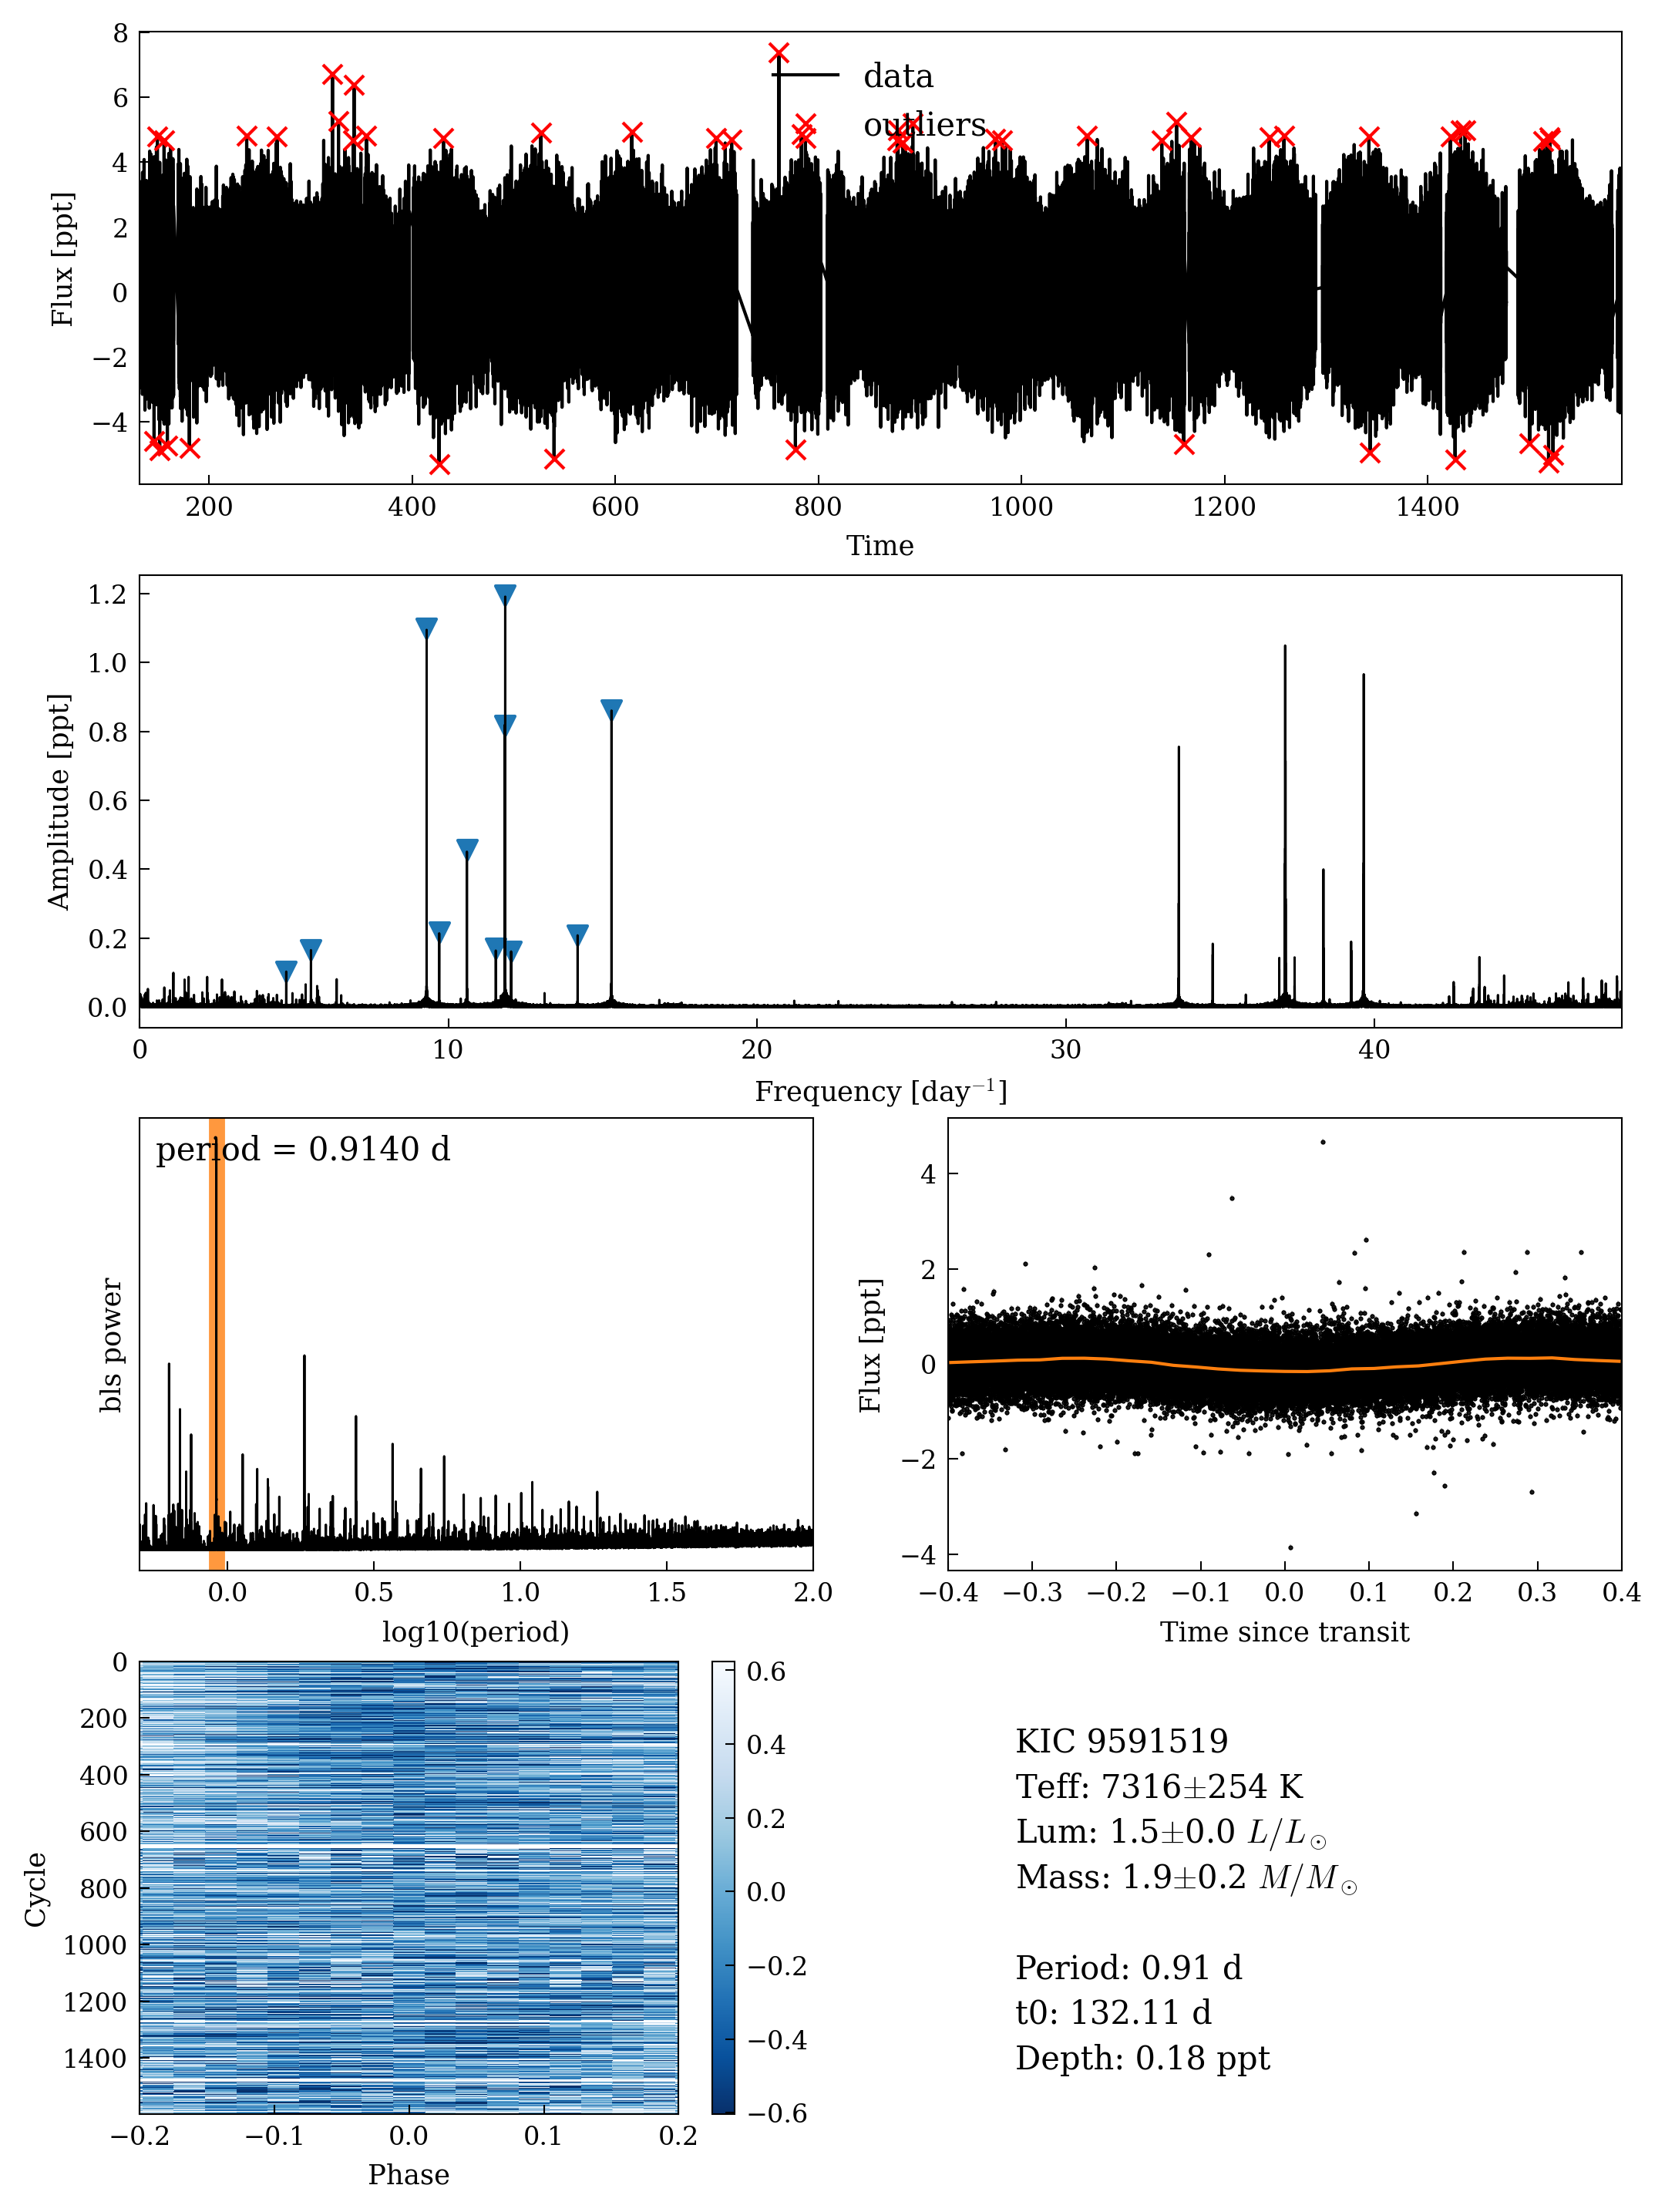 8
6
4
2
0
−2
−4
Flux [ppt]
data
outliers
200 400 600 800 1000 1200 1400
Time
1.2
1.0
0.8
0.6
0.4
0.2
0.0
Amplitude [ppt]
0 10 20 30 40
Frequency [day⁻¹]
period = 0.9140 d
bls power
0.0 0.5 1.0 1.5 2.0
log10(period)
4
2
0
−2
−4
Flux [ppt]
−0.4 −0.3 −0.2 −0.1 0.0 0.1 0.2 0.3 0.4
Time since transit
0
200
400
600
800
1000
1200
1400
Cycle
−0.2 −0.1 0.0 0.1 0.2
Phase
0.6
0.4
0.2
0.0
−0.2
−0.4
−0.6
KIC 9591519
Teff: 7316±254 K
Lum: 1.5±0.0 L/L⊙
Mass: 1.9±0.2 M/M⊙
Period: 0.91 d
t0: 132.11 d
Depth: 0.18 ppt